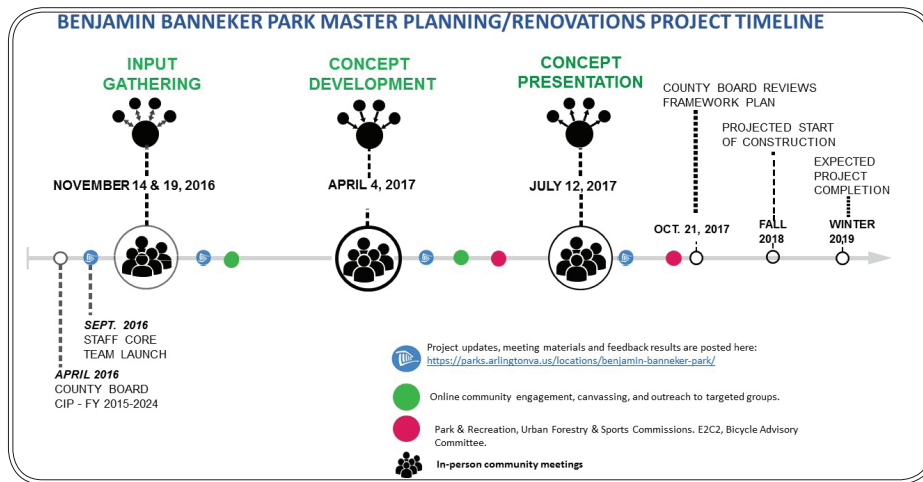 BENJAMIN BANNEKER PARK MASTER PLANNING/RENOVATIONS PROJECT TIMELINE
INPUT
GATHERING
CONCEPT
DEVELOPMENT
CONCEPT
PRESENTATION
COUNTY BOARD REVIEWS
FRAMEWORK PLAN
PROJECTED START
OF CONSTRUCTION
EXPECTED
PROJECT
COMPLETION
NOVEMBER 14 & 19, 2016
APRIL 4, 2017
JULY 12, 2017
OCT. 21, 2017
FALL
2018
WINTER
2019
SEPT. 2016
STAFF CORE
TEAM LAUNCH
APRIL 2016
COUNTY BOARD
CIP - FY 2015-2024
Project updates, meeting materials and feedback results are posted here:
https://parks.arlingtonva.us/locations/benjamin-banneker-park/
Online community engagement, canvassing, and outreach to targeted groups.
Park & Recreation, Urban Forestry & Sports Commissions. E2C2, Bicycle Advisory
Committee.
In-person community meetings